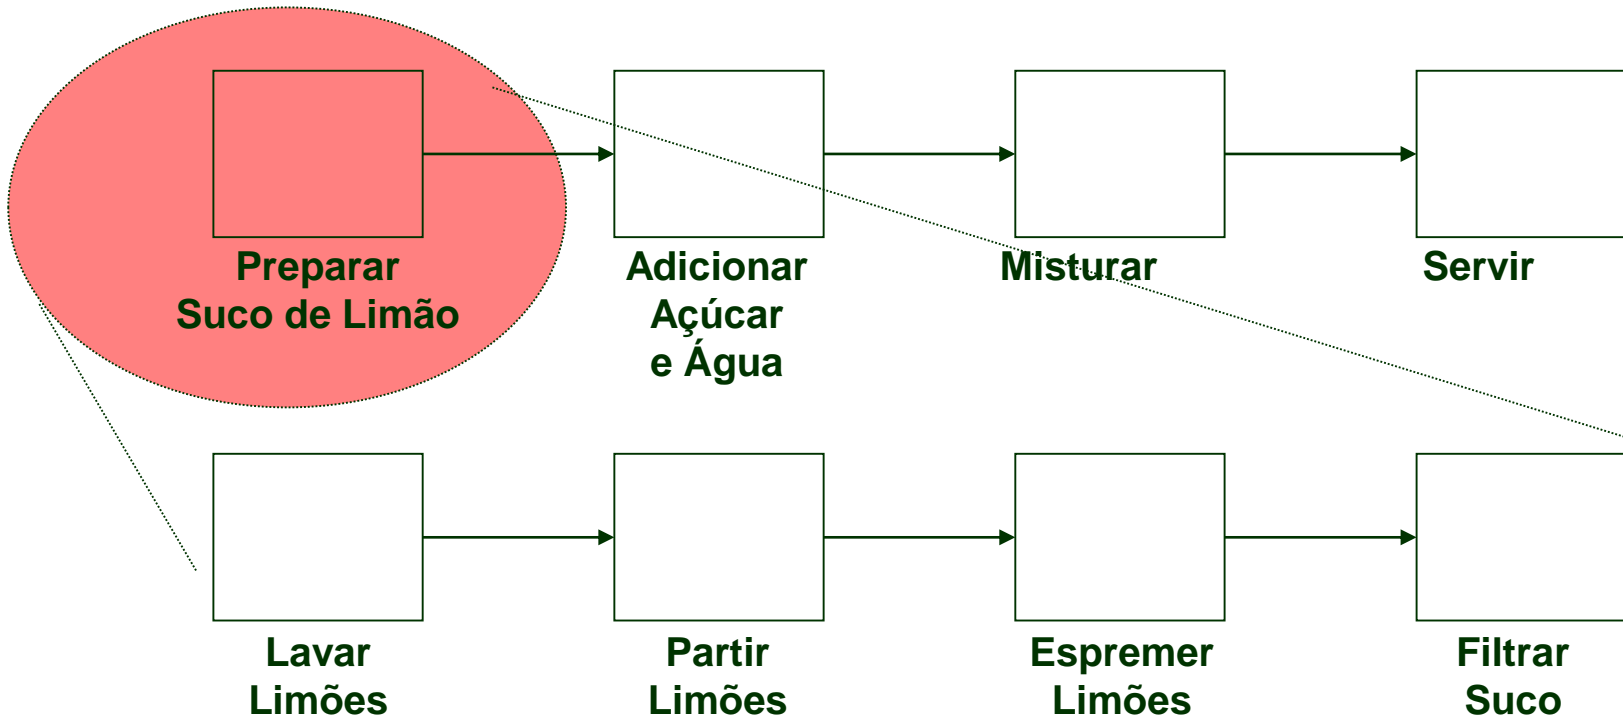 Preparar
Suco de Limão
Adicionar
Açúcar
e Água
Misturar
Servir
Lavar
Limões
Partir
Limões
Espremer
Limões
Filtrar
Suco